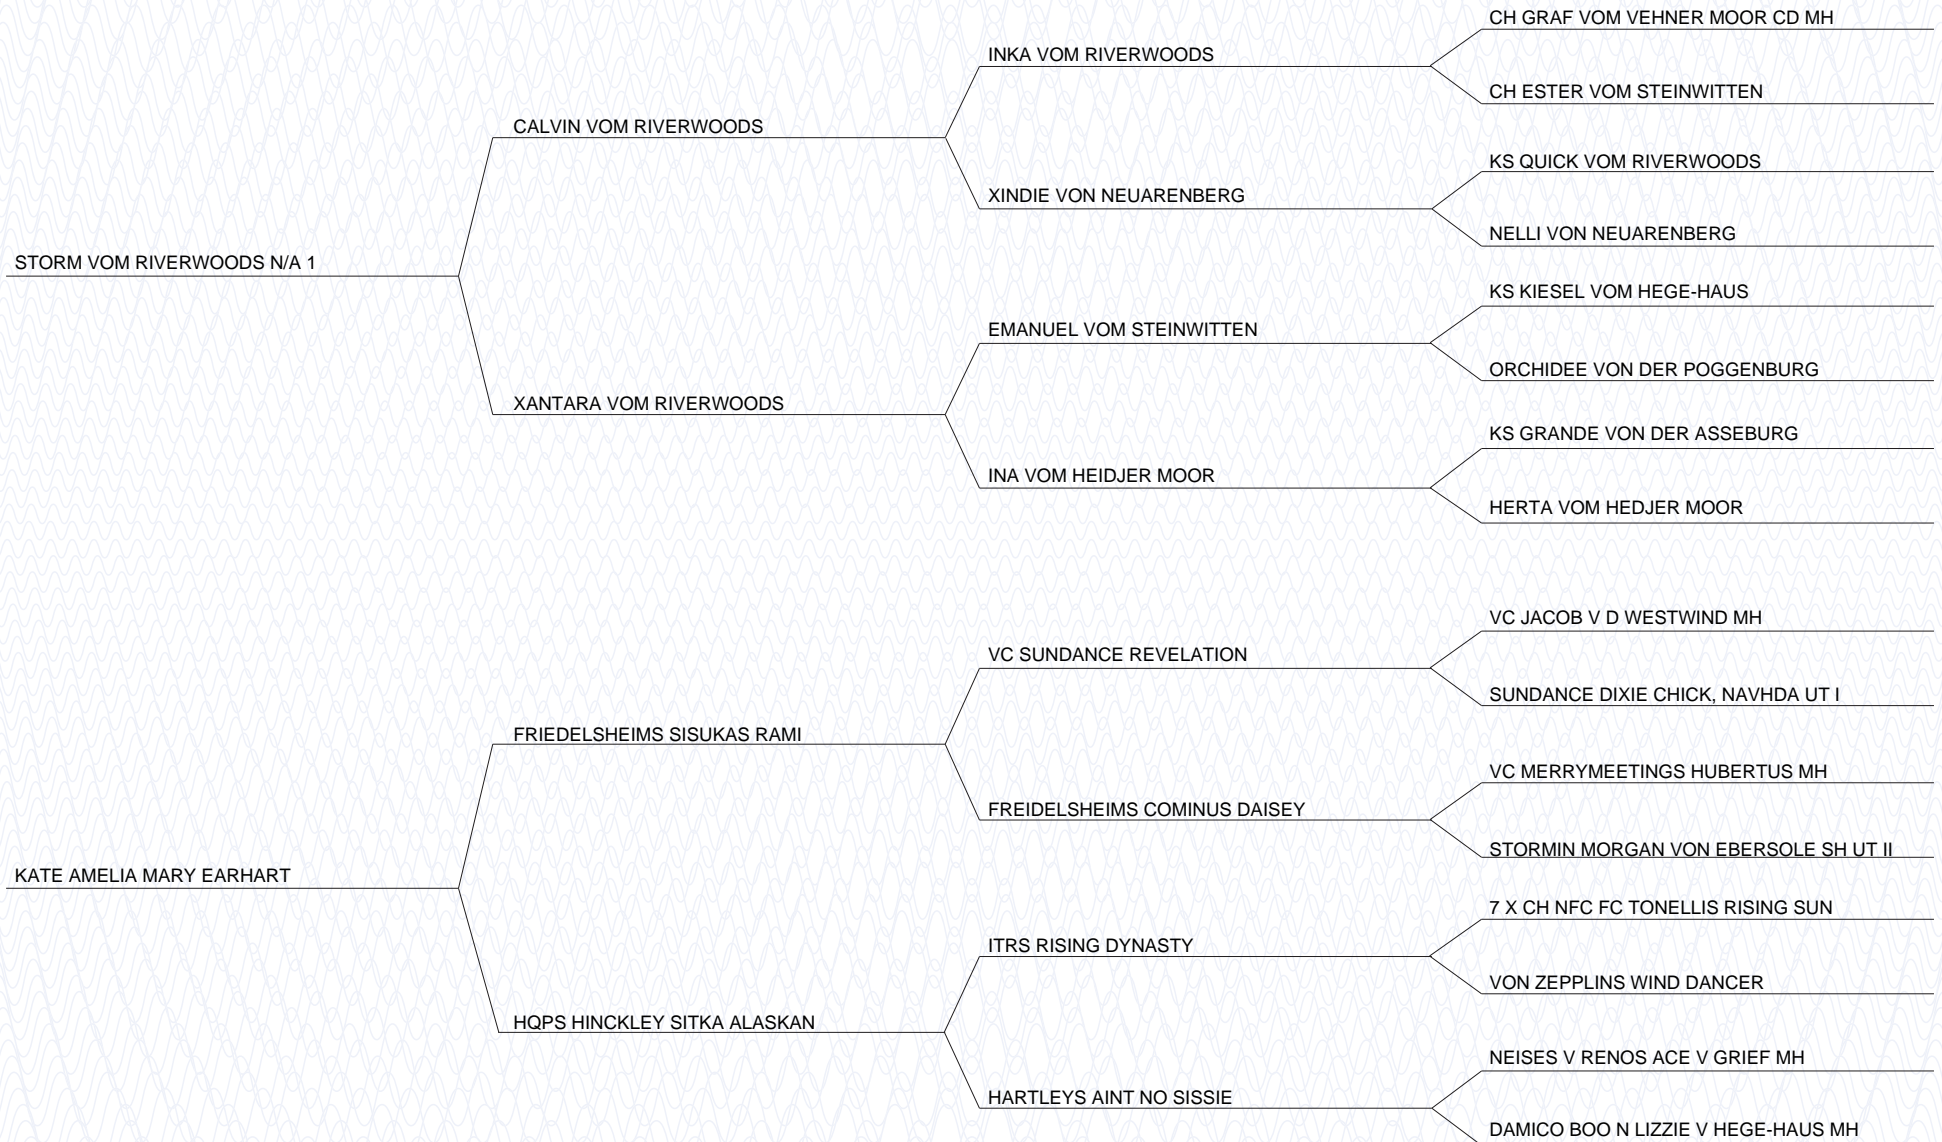 CH GRAF VOM VEHNER MOOR CD MH
INKA VOM RIVERWOODS
CH ESTER VOM STEINWITTEN
CALVIN VOM RIVERWOODS
KS QUICK VOM RIVERWOODS
XINDIE VON NEUARENBERG
NELLI VON NEUARENBERG
STORM VOM RIVERWOODS N/A 1
KS KIESEL VOM HEGE-HAUS
EMANUEL VOM STEINWITTEN
ORCHIDEE VON DER POGGENBURG
XANTARA VOM RIVERWOODS
KS GRANDE VON DER ASSEBURG
INA VOM HEIDJER MOOR
HERTA VOM HEDJER MOOR
VC JACOB V D WESTWIND MH
VC SUNDANCE REVELATION
SUNDANCE DIXIE CHICK, NAVHDA UT I
FRIEDELSHEIMS SISUKAS RAMI
VC MERRYMEETINGS HUBERTUS MH
FREIDELSHEIMS COMINUS DAISEY
STORMIN MORGAN VON EBERSOLE SH UT II
KATE AMELIA MARY EARHART
7 X CH NFC FC TONELLIS RISING SUN
ITRS RISING DYNASTY
VON ZEPPLINS WIND DANCER
HQPS HINCKLEY SITKA ALASKAN
NEISES V RENOS ACE V GRIEF MH
HARTLEYS AINT NO SISSIE
DAMICO BOO N LIZZIE V HEGE-HAUS MH